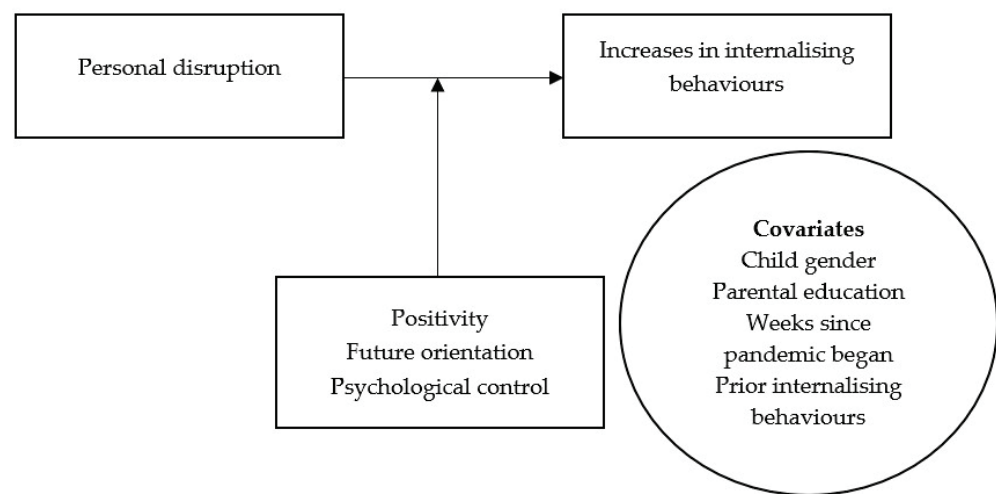 Personal disruption
Increases in internalising
behaviours
Positivity
Future orientation
Psychological control
Covariates
Child gender
Parental education
Weeks since
pandemic began
Prior internalising
behaviours